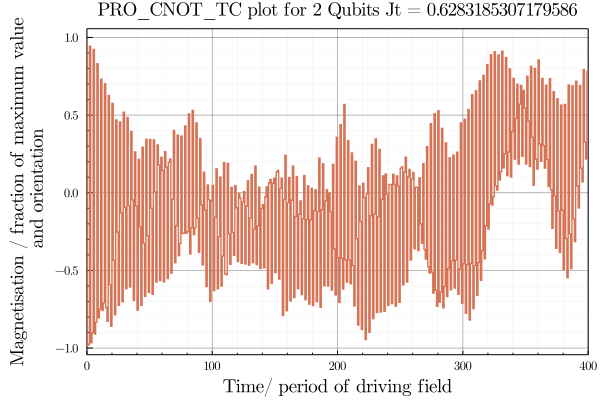 PRO_CNOT_TC plot for 2 Qubits Jt = 0.6283185307179586
Magnetisation / fraction of maximum value
and orientation
1.0
0.5
0.0
−0.5
−1.0
0 100 200 300 400
Time/ period of driving field